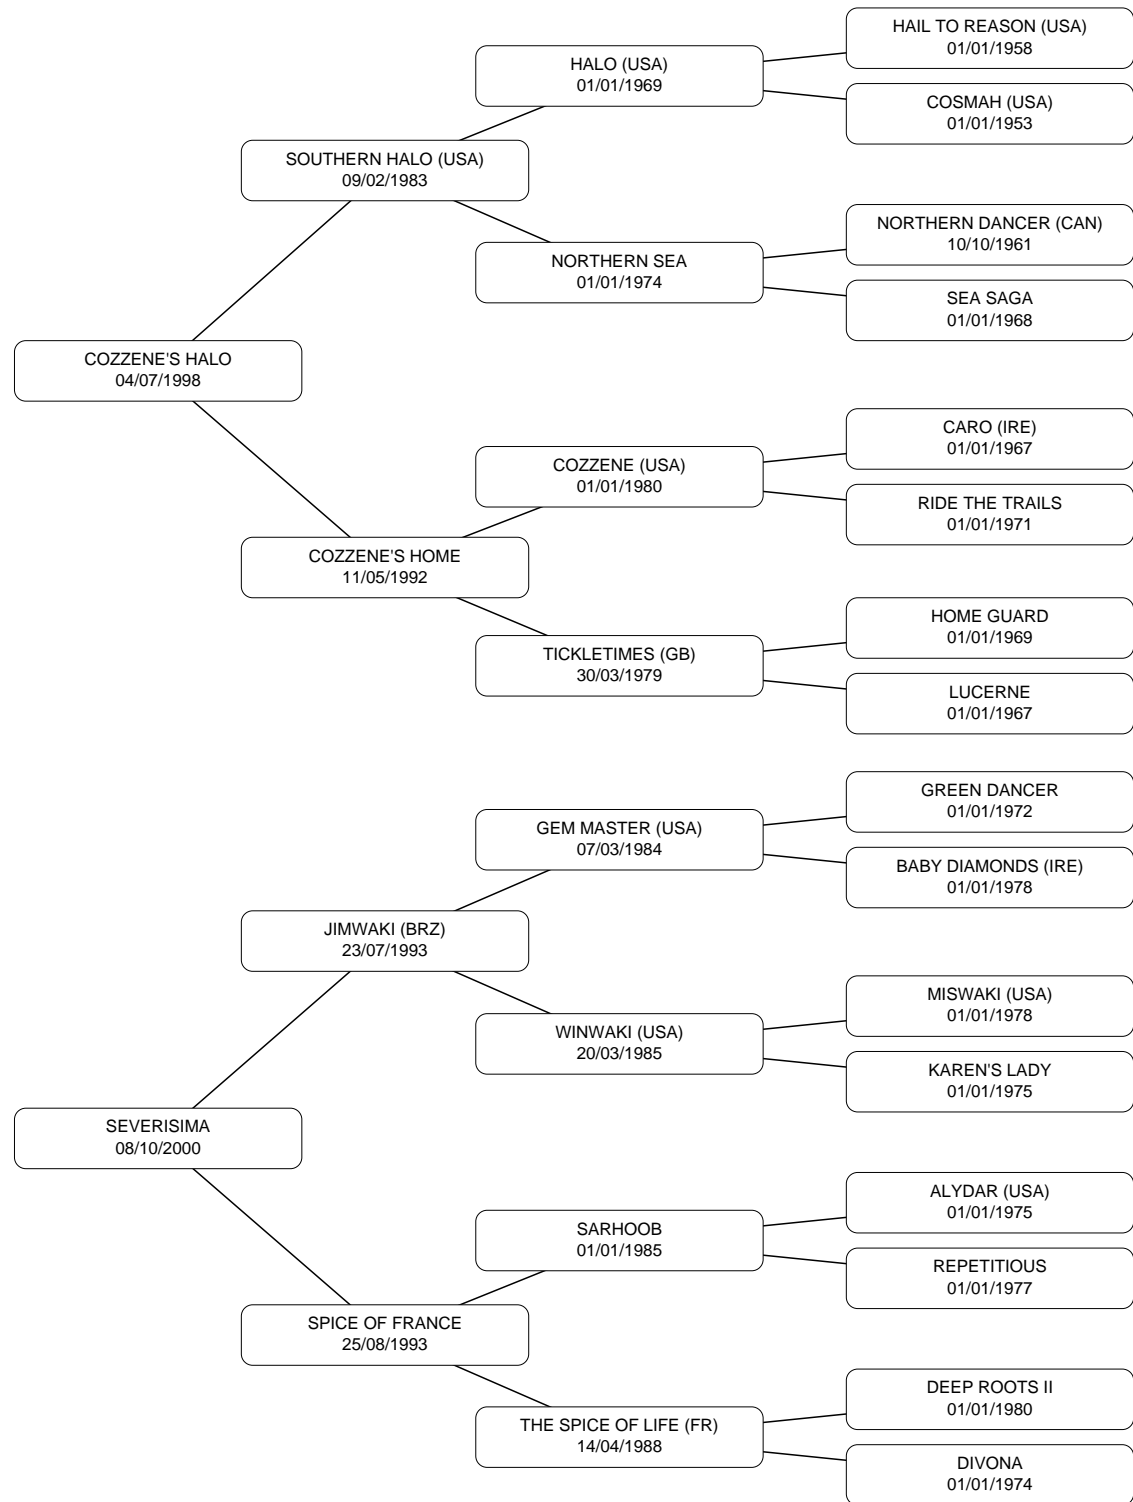 HAIL TO REASON (USA)
01/01/1958
HALO (USA)
01/01/1969
COSMAH (USA)
01/01/1953
SOUTHERN HALO (USA)
09/02/1983
NORTHERN DANCER (CAN)
10/10/1961
NORTHERN SEA
01/01/1974
SEA SAGA
01/01/1968
COZZENE'S HALO
04/07/1998
CARO (IRE)
01/01/1967
COZZENE (USA)
01/01/1980
RIDE THE TRAILS
01/01/1971
COZZENE'S HOME
11/05/1992
HOME GUARD
01/01/1969
TICKLETIMES (GB)
30/03/1979
LUCERNE
01/01/1967
GREEN DANCER
01/01/1972
GEM MASTER (USA)
07/03/1984
BABY DIAMONDS (IRE)
01/01/1978
JIMWAKI (BRZ)
23/07/1993
MISWAKI (USA)
01/01/1978
WINWAKI (USA)
20/03/1985
KAREN'S LADY
01/01/1975
SEVERISIMA
08/10/2000
ALYDAR (USA)
01/01/1975
SARHOOB
01/01/1985
REPETITIOUS
01/01/1977
SPICE OF FRANCE
25/08/1993
DEEP ROOTS II
01/01/1980
THE SPICE OF LIFE (FR)
14/04/1988
DIVONA
01/01/1974